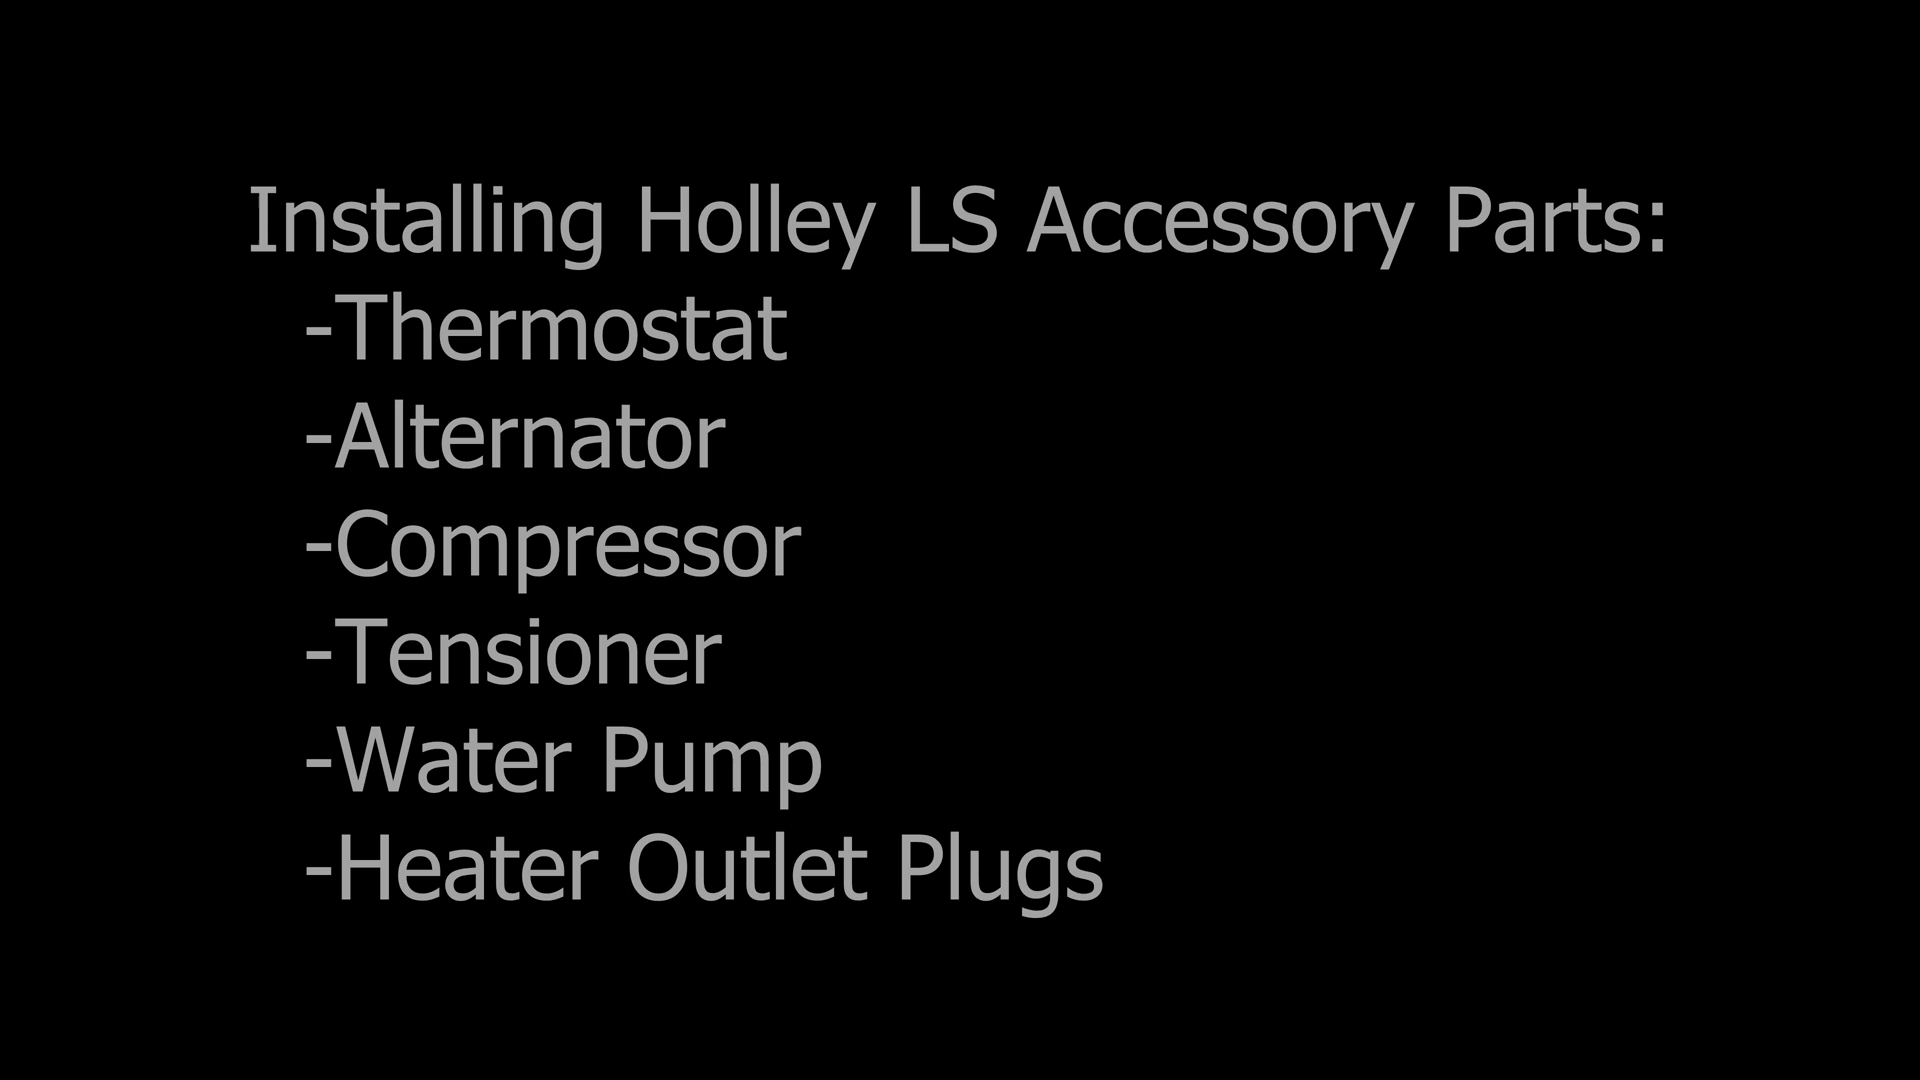 Installing Holley LS Accessory Parts:
-Thermostat
-Alternator
-Compressor
-Tensioner
-Water Pump
-Heater Outlet Plugs